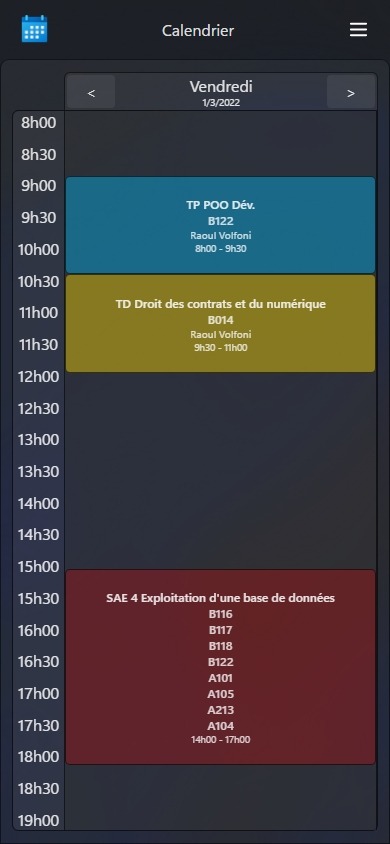 Calendrier
<
Vendredi
1/3/2022
>
8h00
8h30
9h00
9h30
10h00
10h30
11h00
11h30
12h00
12h30
13h00
13h30
14h00
14h30
15h00
15h30
16h00
16h30
17h00
17h30
18h00
18h30
19h00
TP POO Dév.
B122
Raoul Volfoni
8h00 - 9h30
TD Droit des contrats et du numérique
B014
Raoul Volfoni
9h30 - 11h00
SAE 4 Exploitation d'une base de données
B116
B117
B118
B122
A101
A105
A213
A104
14h00 - 17h00